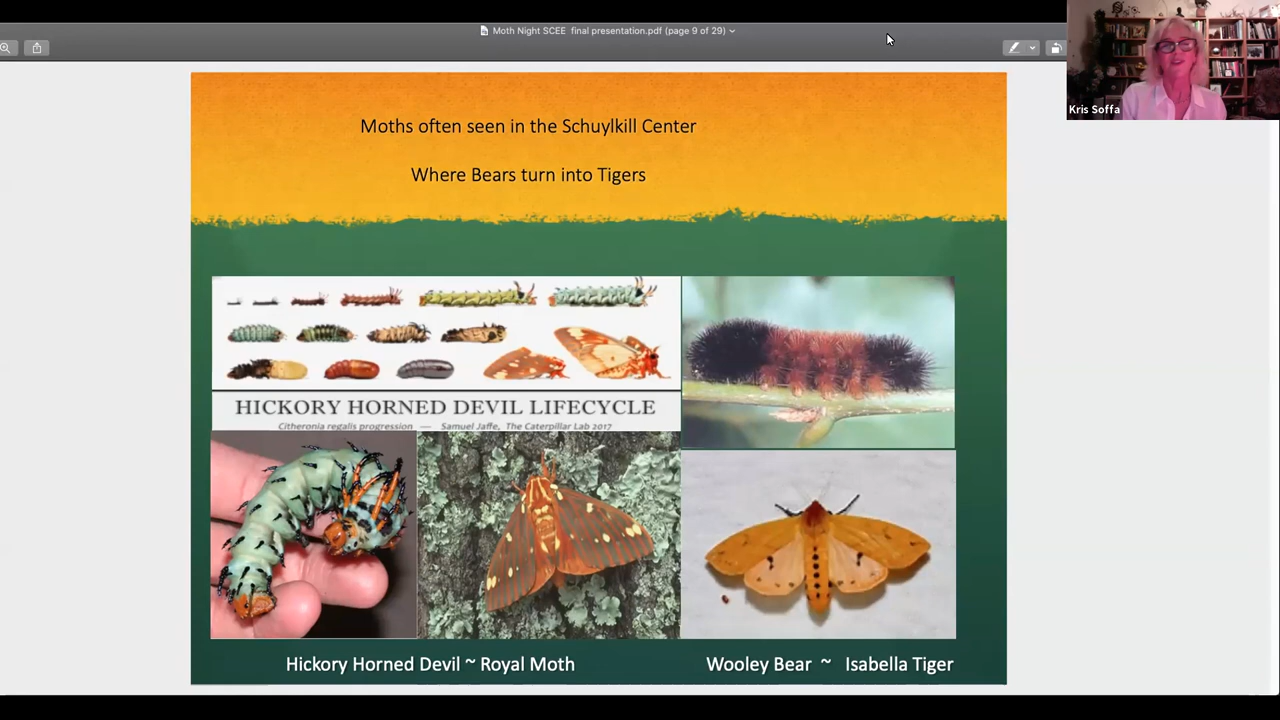 Moth Night SCEE final presentation.pdf (page 9 of 29)
Kris Soffa
Moths often seen in the Schuylkill Center
Where Bears turn into Tigers
HICKORY HORNED DEVIL LIFECYCLE
Citheronia regalis progression — Samuel Jaffe, The Caterpillar Lab 2017
Hickory Horned Devil ~ Royal Moth
Wooley Bear ~ Isabella Tiger